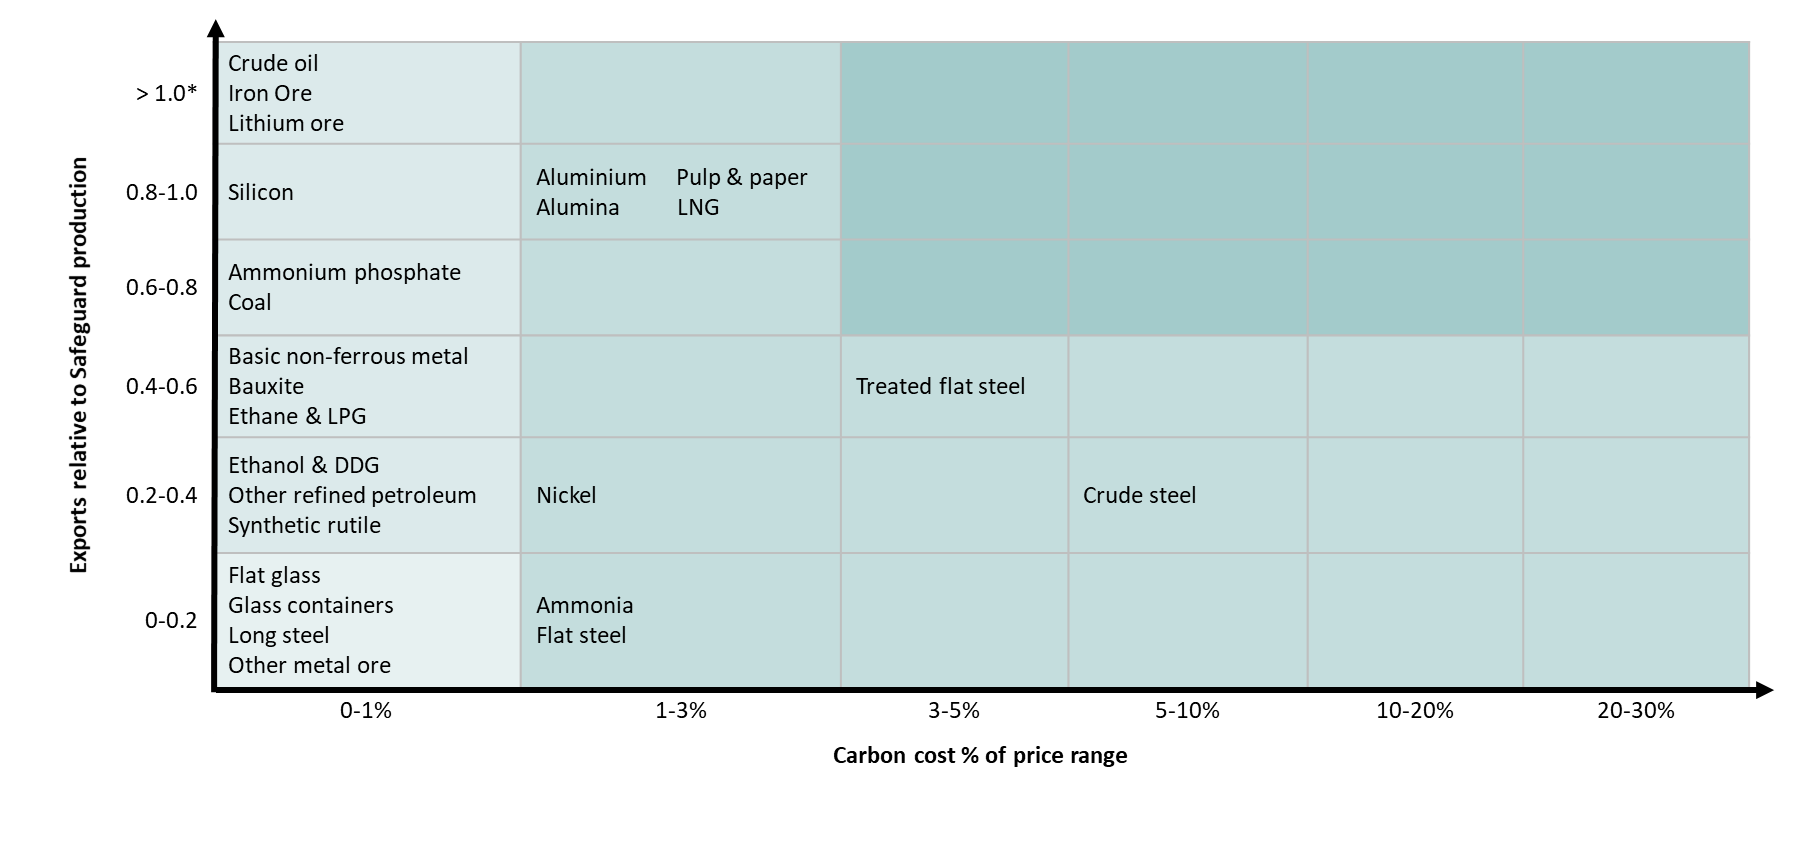 > 1.0*
Crude oil
Iron Ore
Lithium ore
0.8-1.0
Silicon
Aluminium Pulp & paper
Alumina LNG
0.6-0.8
Ammonium phosphate
Coal
0.4-0.6
Basic non-ferrous metal
Bauxite
Ethane & LPG
Treated flat steel
0.2-0.4
Ethanol & DDG
Other refined petroleum
Synthetic rutile
Nickel
Crude steel
0-0.2
Flat glass
Glass containers
Long steel
Other metal ore
Ammonia
Flat steel
Exports relative to Safeguard production
0-1% 1-3% 3-5% 5-10% 10-20% 20-30%
Carbon cost % of price range